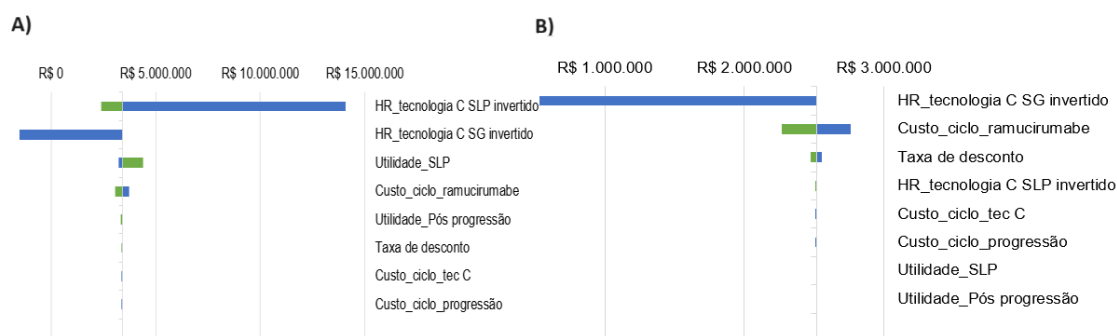 A)
R$ 0 R$ 5.000.000 R$ 10.000.000 R$ 15.000.000
HR_tecnologia C SLP invertido
HR_tecnologia C SG invertido
Utilidade_SLP
Custo_ciclo_ramucirumabe
Utilidade_Pós progressão
Taxa de desconto
Custo_ciclo_tec C
Custo_ciclo_progressão
B)
R$ 1.000.000 R$ 2.000.000 R$ 3.000.000
HR_tecnologia C SG invertido
Custo_ciclo_ramucirumabe
Taxa de desconto
HR_tecnologia C SLP invertido
Custo_ciclo_tec C
Custo_ciclo_progressão
Utilidade_SLP
Utilidade_Pós progressão